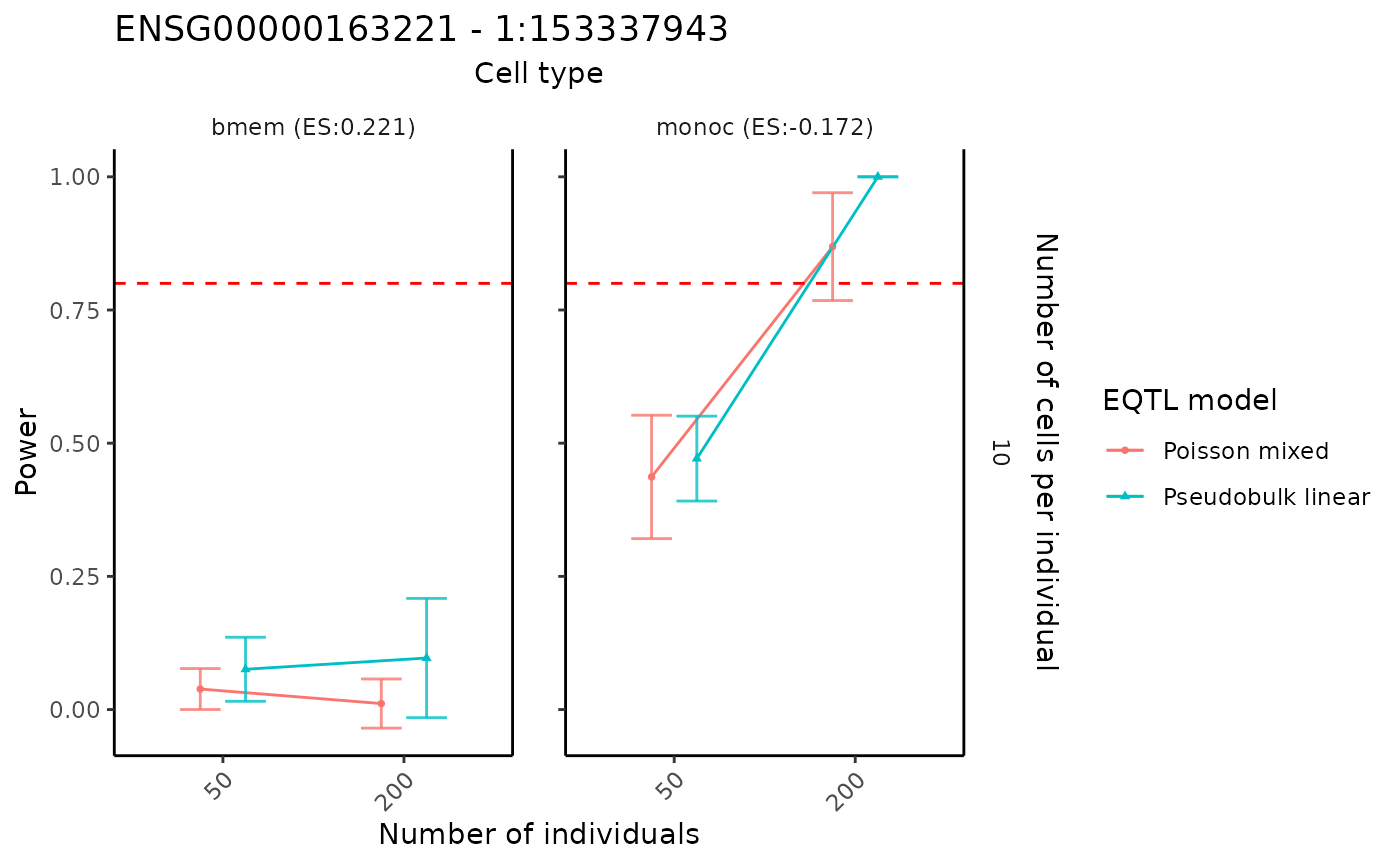 ENSG00000163221 - 1:153337943
Cell type
bmem (ES:0.221)
monoc (ES:-0.172)
1.00
0.75
0.50
0.25
0.00
Power
50
200
50
200
Number of individuals
10
Number of cells per individual
EQTL model
Poisson mixed
Pseudobulk linear